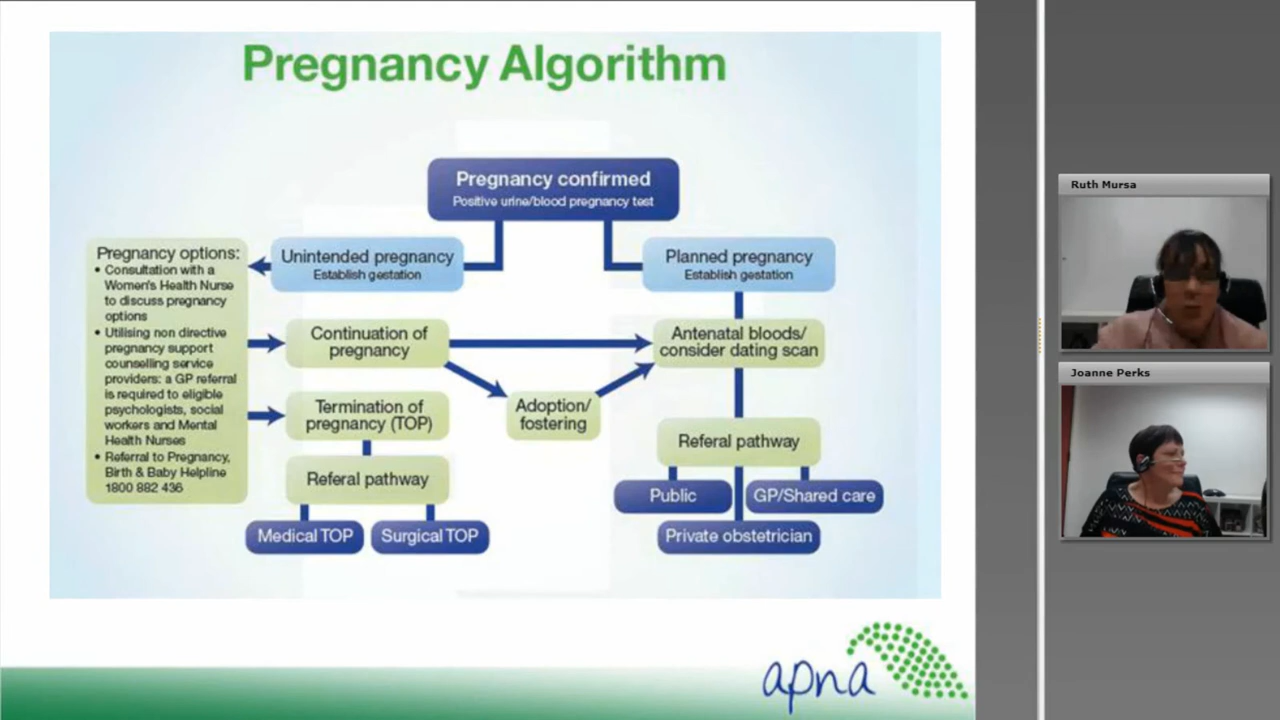 Pregnancy Algorithm
Pregnancy confirmed
Positive urine/blood pregnancy test
Unintended pregnancy
Establish gestation
Planned pregnancy
Establish gestation
Pregnancy options:
• Consultation with a
Women's Health Nurse
to discuss pregnancy
options
• Utilising non directive
pregnancy support
counselling service
providers: a GP referral
is required to eligible
psychologists, social
workers and Mental
Health Nurses
• Referral to Pregnancy,
Birth & Baby Helpline
1800 882 436
Continuation of
pregnancy
Antenatal bloods/
consider dating scan
Termination of
pregnancy (TOP)
Adoption/
fostering
Referal pathway
Medical TOP
Surgical TOP
Referal pathway
Public
GP/Shared care
Private obstetrician
apna
Ruth Mursa
Joanne Perks